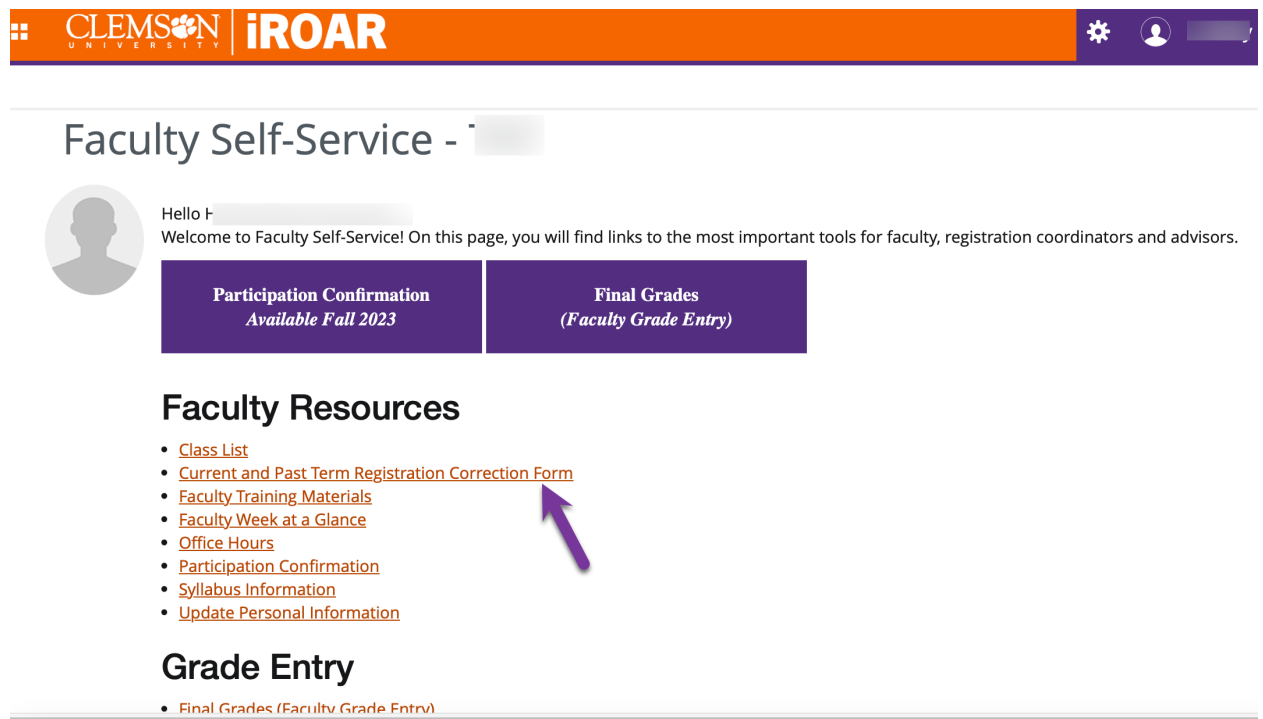 CLEMSON
UNIVERSITY
iROAR
Faculty Self-Service -
Hello H
Welcome to Faculty Self-Service! On this page, you will find links to the most important tools for faculty, registration coordinators and advisors.
Participation Confirmation
Available Fall 2023
Final Grades
(Faculty Grade Entry)
Faculty Resources
• Class List
• Current and Past Term Registration Correction Form
• Faculty Training Materials
• Faculty Week at a Glance
• Office Hours
• Participation Confirmation
• Syllabus Information
• Update Personal Information
Grade Entry
• Final Grades (Faculty Grade Entry)